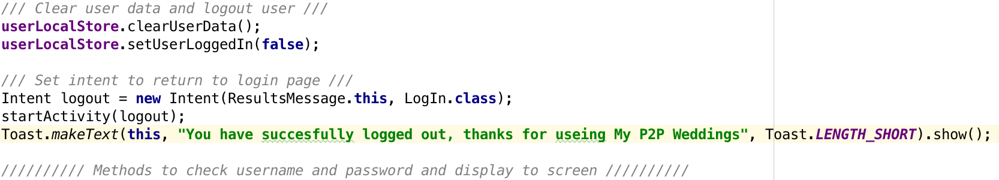 /// Clear user data and logout user ///
userLocalStore.clearUserData();
userLocalStore.setUserLoggedIn(false);
/// Set intent to return to login page ///
Intent logout = new Intent(ResultsMessage.this, LogIn.class);
startActivity(logout);
Toast.makeText(this, "You have succesfully logged out, thanks for useing My P2P Weddings", Toast.LENGTH_SHORT).show();
////////// Methods to check username and password and display to screen //////////